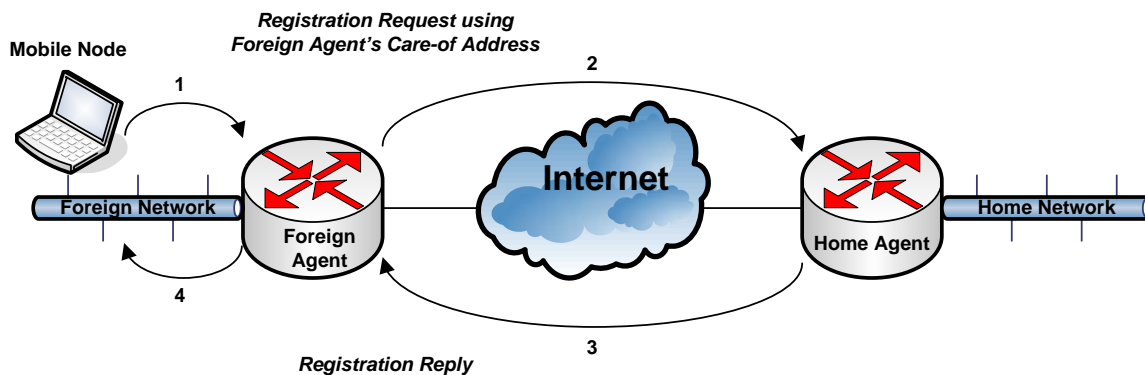 Registration Request using
Foreign Agent's Care-of Address
Mobile Node
1
2
Internet
Foreign Network
Foreign
Agent
Home Agent
Home Network
4
3
Registration Reply